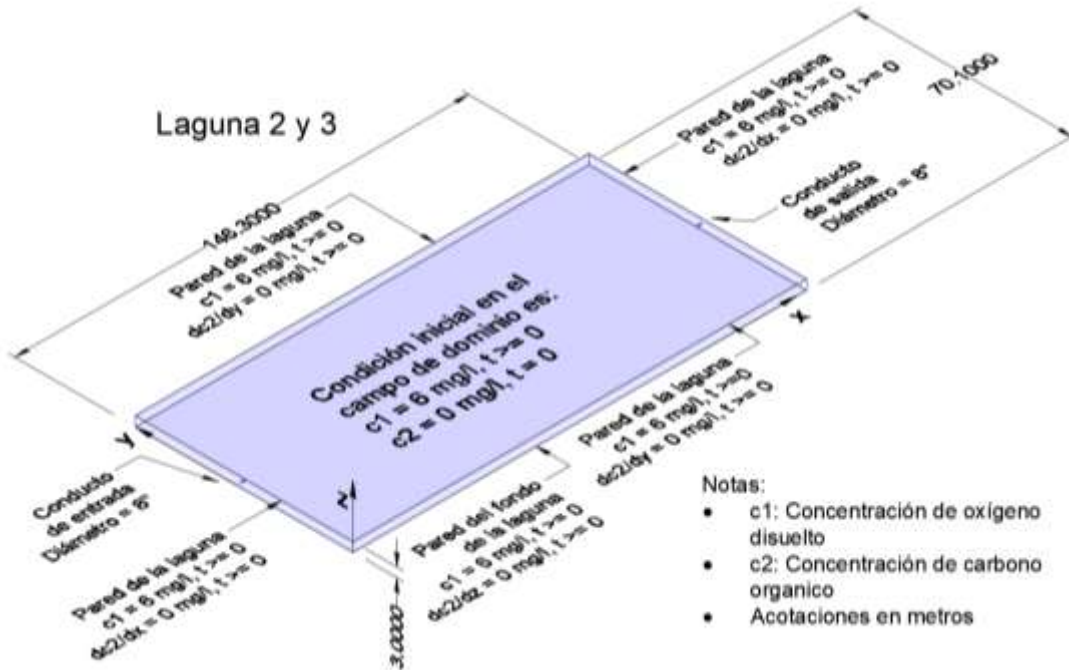 Laguna 2 y 3
146.3000
70.1000
Pared de la laguna
c1 = 6 mg/l, t >= 0
dc2/dy = 0 mg/l, t >= 0
Pared de la laguna
c1 = 6 mg/l, t >= 0
dc2/dx = 0 mg/l, t >= 0
Conducto
de salida
Diámetro = 8"
Condición inicial en el
campo de dominio es:
c1 = 6 mg/l, t >= 0
c2 = 0 mg/l, t = 0
x
y
z
Conducto
de entrada
Diámetro = 8"
Pared de la laguna
c1 = 6 mg/l, t >= 0
dc2/dx = 0 mg/l, t >= 0
Pared del fondo
de la laguna
c1 = 6 mg/l, t >= 0
dc2/dz = 0 mg/l, t >= 0
Pared de la laguna
c1 = 6 mg/l, t >=0
dc2/dy = 0 mg/l, t >= 0
3.0000
Notas:
• c1: Concentración de oxígeno
disuelto
• c2: Concentración de carbono
organico
• Acotaciones en metros